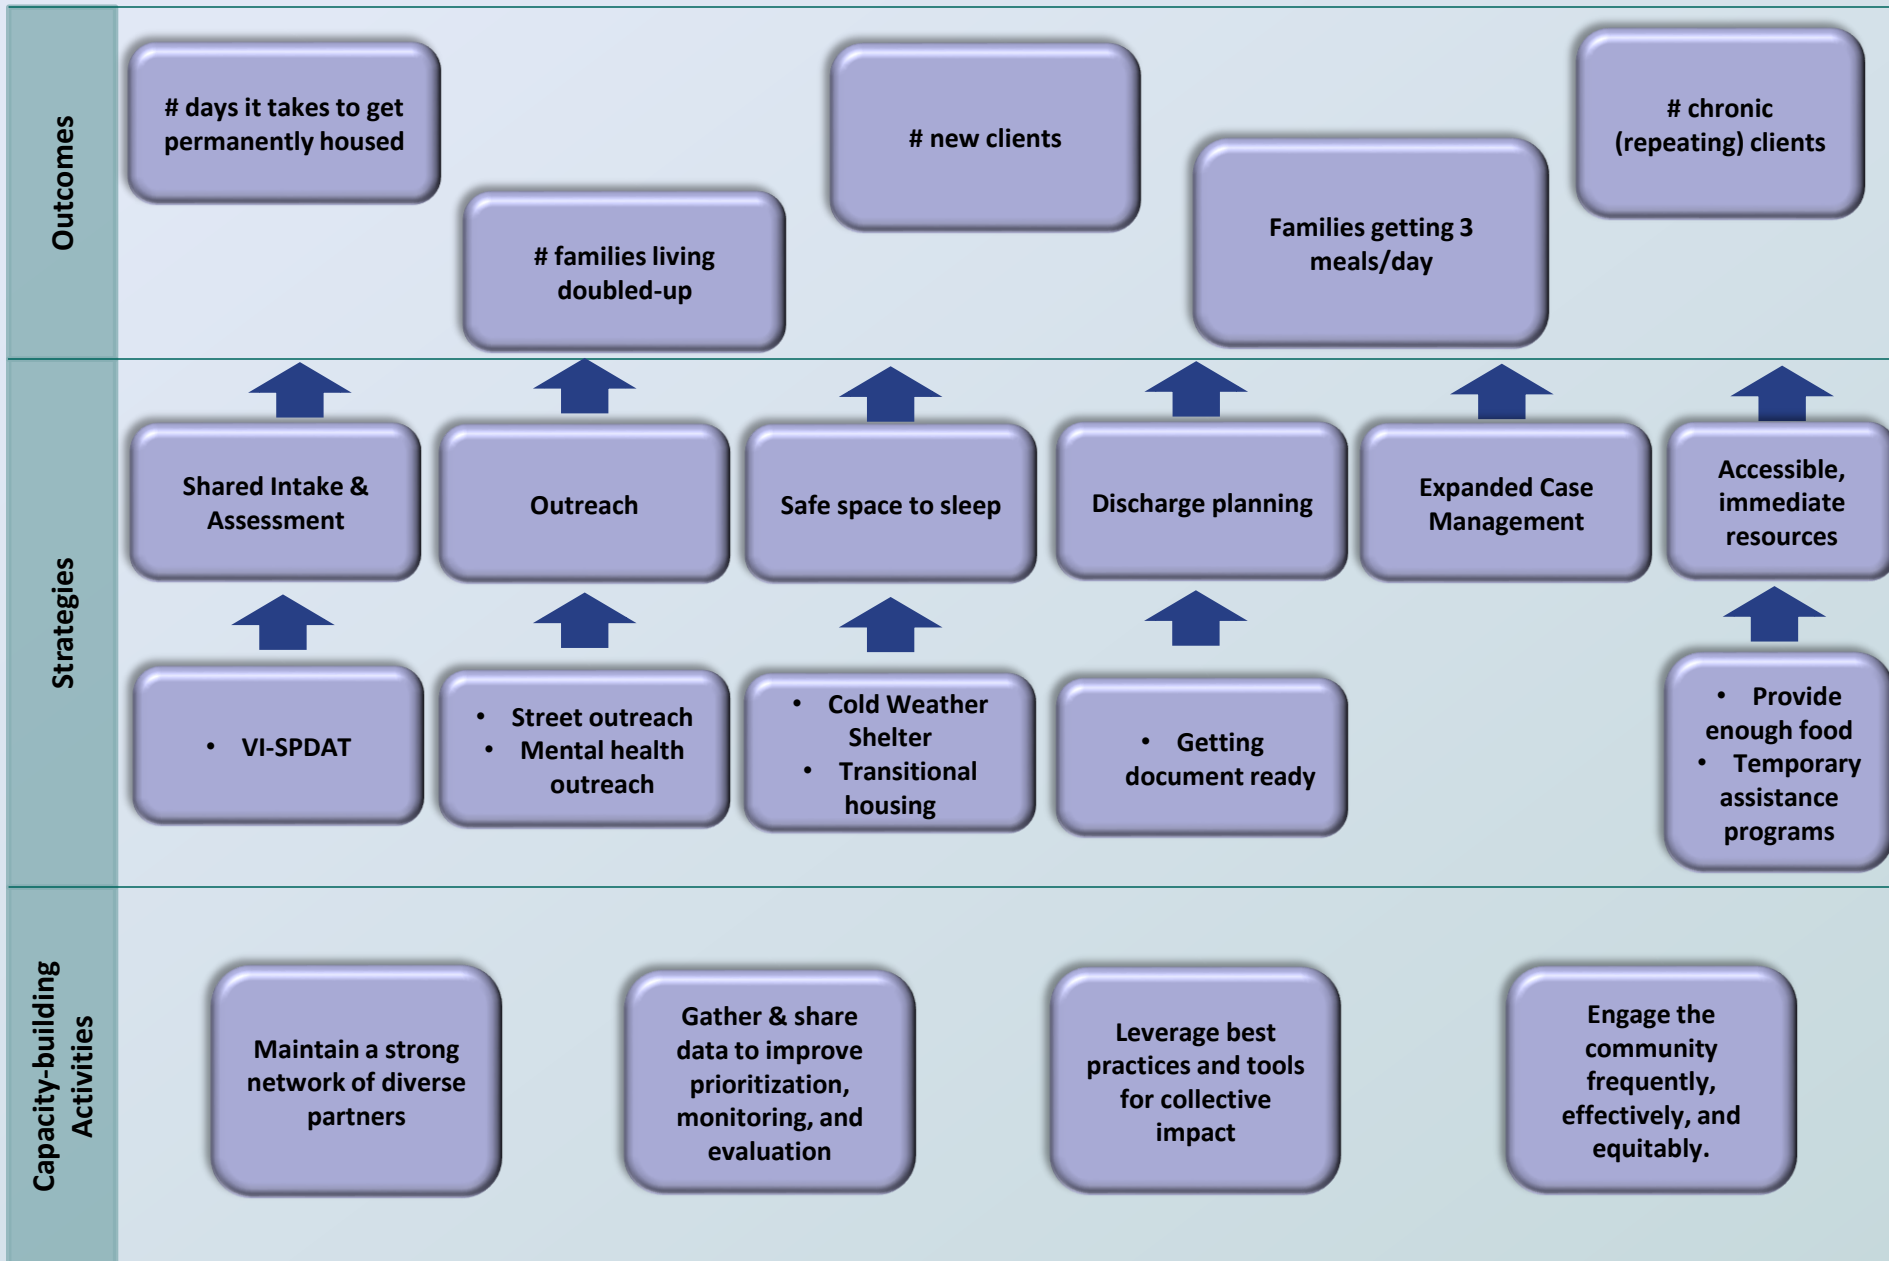 Outcomes
# days it takes to get
permanently housed
# families living
doubled-up
# new clients
Families getting 3
meals/day
# chronic
(repeating) clients
Strategies
Shared Intake &
Assessment
Outreach
Safe space to sleep
Discharge planning
Expanded Case
Management
Accessible,
immediate
resources
• VI-SPDAT
• Street outreach
• Mental health
outreach
• Cold Weather
Shelter
• Transitional
housing
• Getting
document ready
• Provide
enough food
• Temporary
assistance
programs
Capacity-building
Activities
Maintain a strong
network of diverse
partners
Gather & share
data to improve
prioritization,
monitoring, and
evaluation
Leverage best
practices and tools
for collective
impact
Engage the
community
frequently,
effectively, and
equitably.